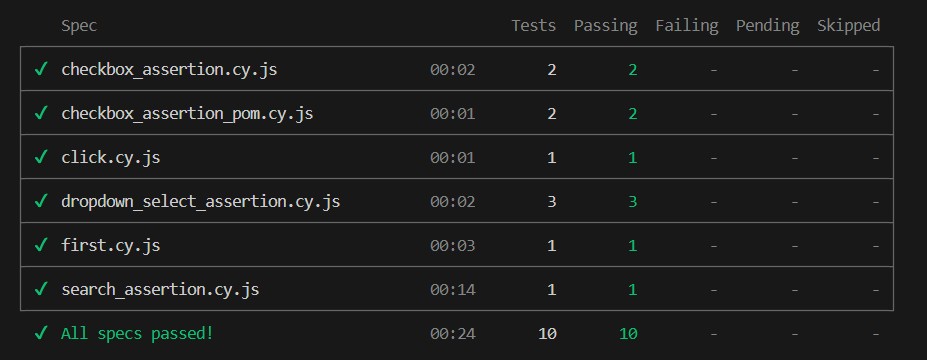 Spec Tests Passing Failing Pending Skipped
✓ checkbox_assertion.cy.js 00:02 2 2 - - -
✓ checkbox_assertion_pom.cy.js 00:01 2 2 - - -
✓ click.cy.js 00:01 1 1 - - -
✓ dropdown_select_assertion.cy.js 00:02 3 3 - - -
✓ first.cy.js 00:03 1 1 - - -
✓ search_assertion.cy.js 00:14 1 1 - - -
✓ All specs passed! 00:24 10 10 - - -